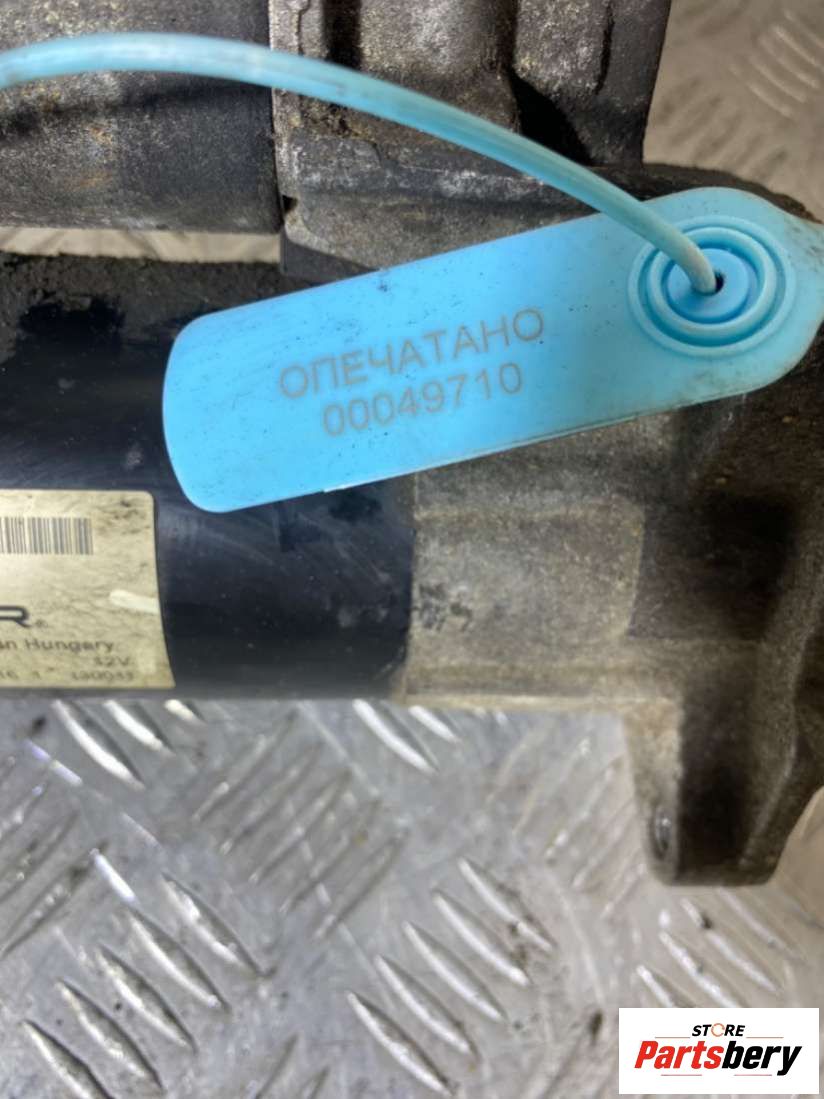 ОПЕЧАТАНО
00049710
R®
Hungary
12V
STORE
Partsbery